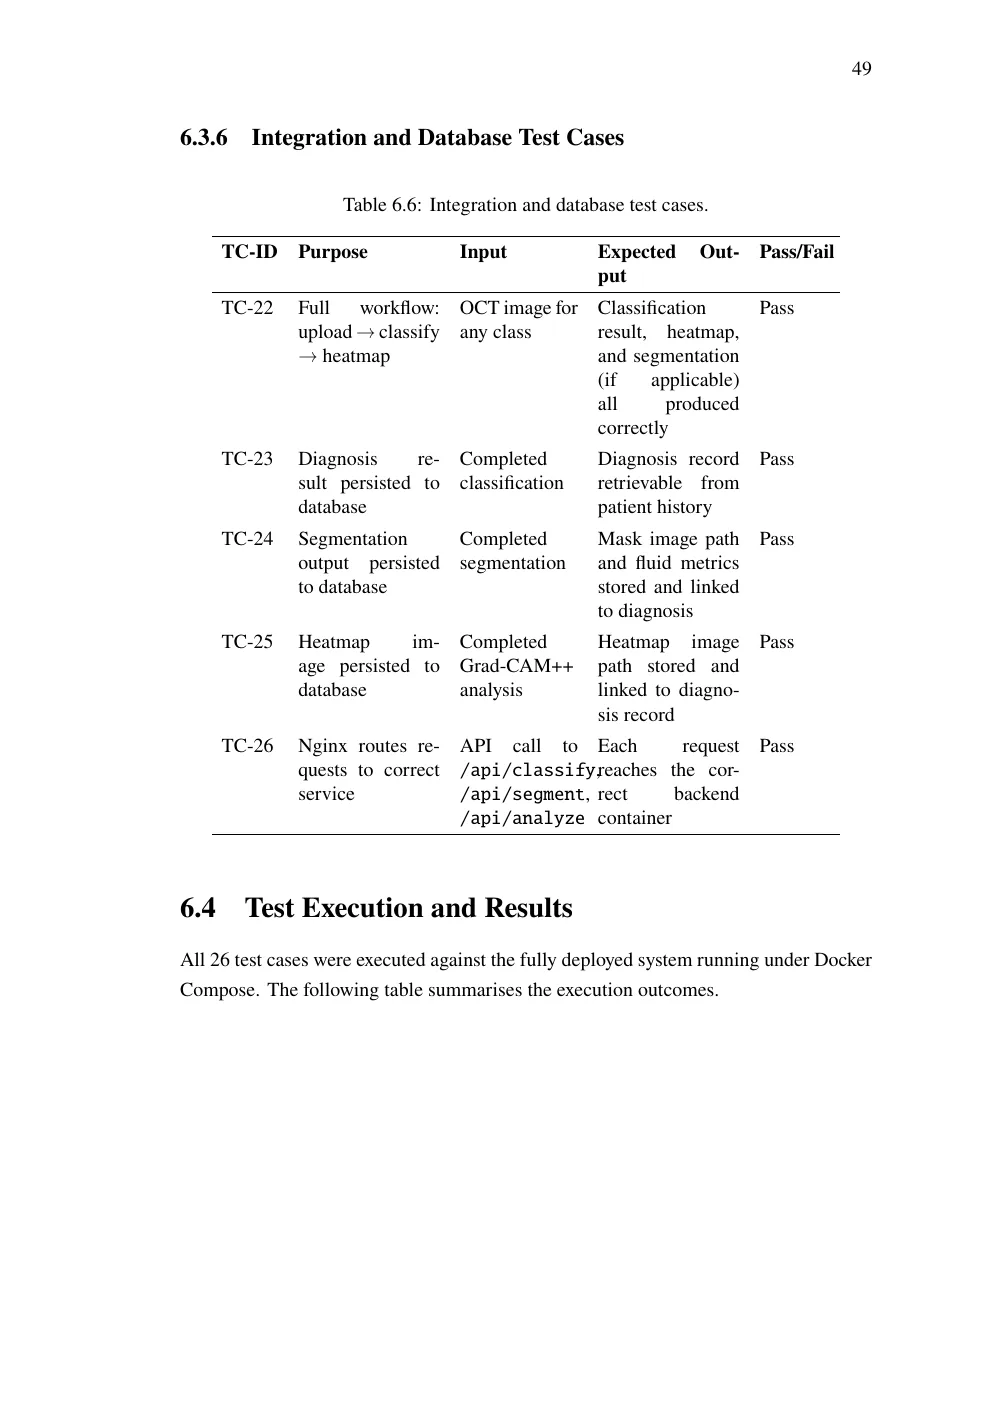 49
6.3.6 Integration and Database Test Cases
Table 6.6: Integration and database test cases.
TC-ID Purpose Input Expected Out- Pass/Fail
put
TC-22 Full workflow: OCT image for Classification Pass
upload → classify any class result, heatmap,
→ heatmap and segmentation
(if applicable)
all produced
correctly
TC-23 Diagnosis re- Completed Diagnosis record Pass
sult persisted to classification retrievable from
database patient history
TC-24 Segmentation Completed Mask image path Pass
output persisted segmentation and fluid metrics
to database stored and linked
to diagnosis
TC-25 Heatmap im- Completed Heatmap image Pass
age persisted to Grad-CAM++ path stored and
database analysis linked to diagno-
sis record
TC-26 Nginx routes re- API call to Each request Pass
quests to correct /api/classify, reaches the cor-
service /api/segment, rect backend
/api/analyze container
6.4 Test Execution and Results
All 26 test cases were executed against the fully deployed system running under Docker
Compose. The following table summarises the execution outcomes.